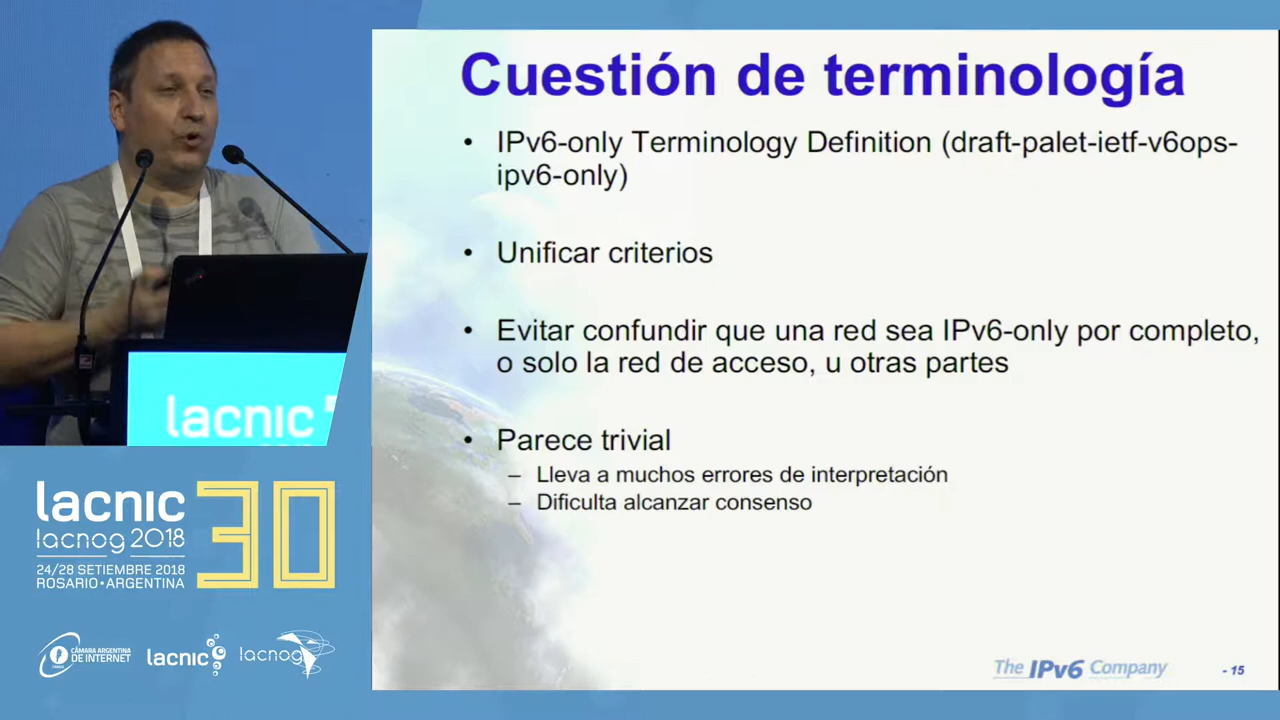 Cuestión de terminología
• IPv6-only Terminology Definition (draft-palet-ietf-v6ops-
ipv6-only)
• Unificar criterios
• Evitar confundir que una red sea IPv6-only por completo,
o solo la red de acceso, u otras partes
• Parece trivial
– Lleva a muchos errores de interpretación
– Dificulta alcanzar consenso
The IPv6 Company
- 15
lacnic
lacnic 30
lacnog 2018
24/28 SETIEMBRE 2018
ROSARIO•ARGENTINA
CÁMARA ARGENTINA
DE INTERNET
lacnic
lacnog